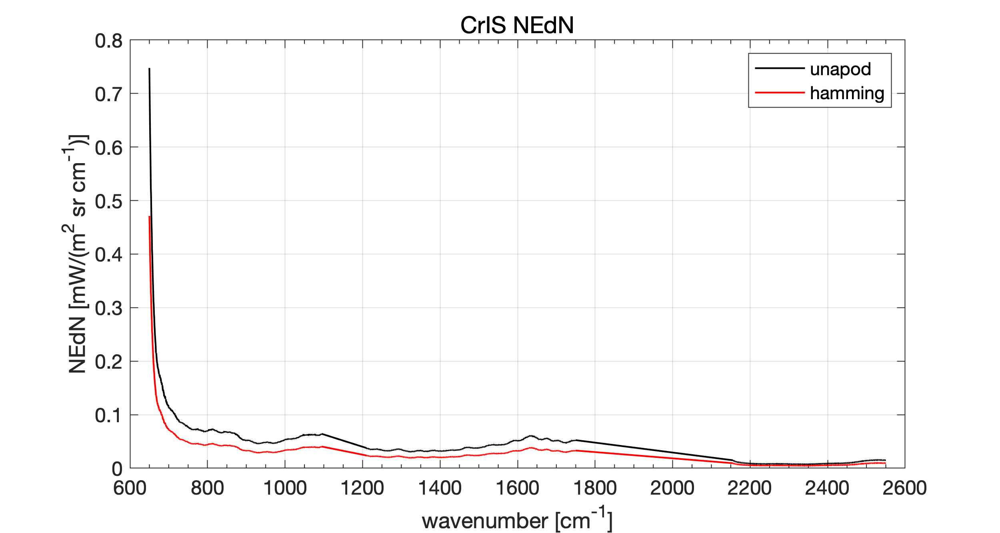 CrIS NEdN
unapod
hamming
NEdN [mW/(m² sr cm⁻¹)]
0.8
0.7
0.6
0.5
0.4
0.3
0.2
0.1
0
600 800 1000 1200 1400 1600 1800 2000 2200 2400 2600
wavenumber [cm⁻¹]